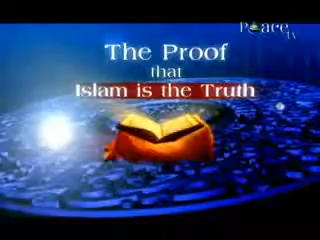 Peace
tv
The Proof
that
Islam is the Truth